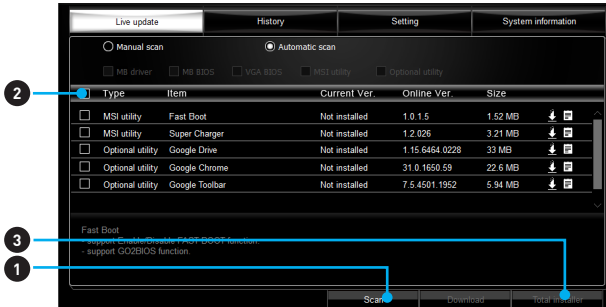 Live update History Setting System information
Manual scan Automatic scan
MB driver MB BIOS VGA BIOS MSI utility Optional utility
2
Type Item Current Ver. Online Ver. Size
MSI utility Fast Boot Not installed 1.0.1.5 1.52 MB
MSI utility Super Charger Not installed 1.2.026 3.21 MB
Optional utility Google Drive Not installed 1.15.6464.0228 33 MB
Optional utility Google Chrome Not installed 31.0.1650.59 22.6 MB
Optional utility Google Toolbar Not installed 7.5.4501.1952 5.94 MB
Fast Boot
3
- support Enable/Disable FAST BOOT function.
- support GO2BIOS function.
1
Scan Download Total Installer